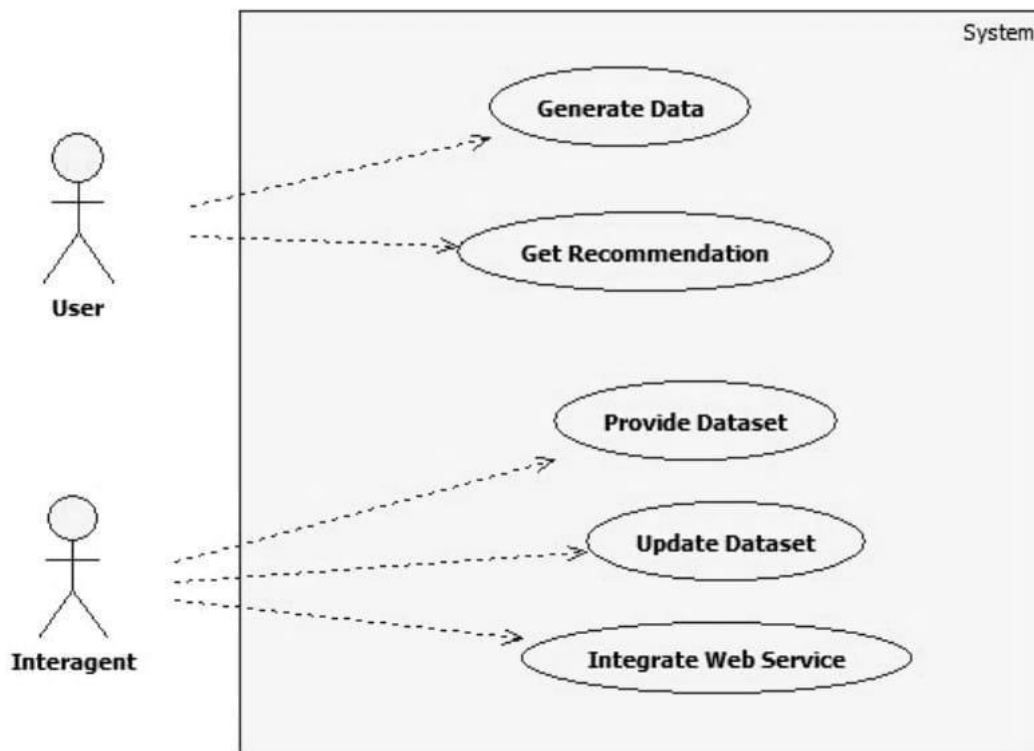 System
Generate Data
Get Recommendation
User
Provide Dataset
Update Dataset
Integrate Web Service
Interagent